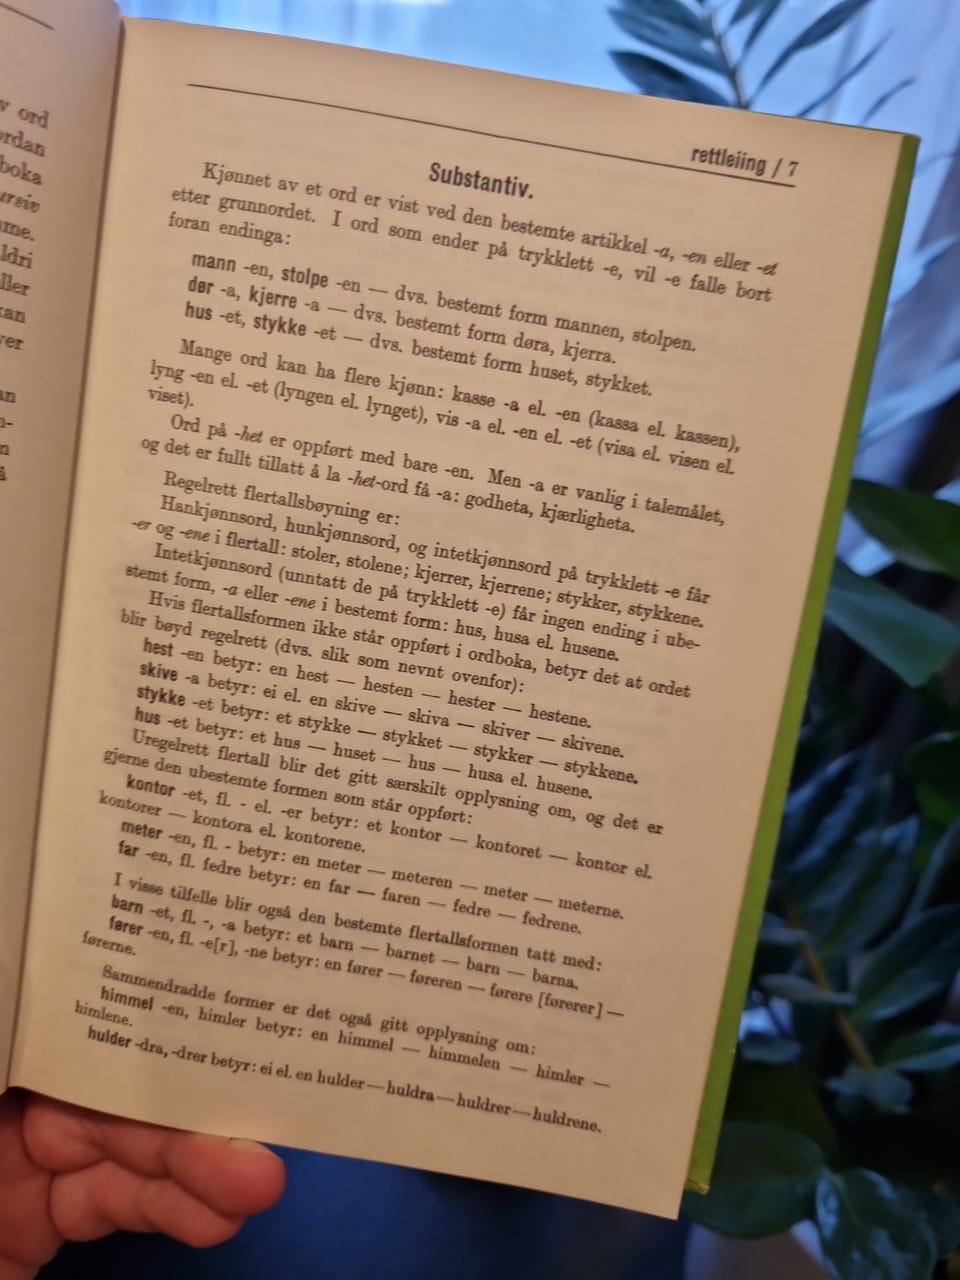 v ord
ordan
boka
ursiv
me.
ldri
ller
kan
ver
an
n-
n
å
rettleiing / 7
Substantiv.
Kjønnet av et ord er vist ved den bestemte artikkel -a, -en eller -et
etter grunnordet. I ord som ender på trykklett -e, vil -e falle bort
foran endinga:
mann -en, stolpe -en — dvs. bestemt form mannen, stolpen.
dør -a, kjerre -a — dvs. bestemt form døra, kjerra.
hus -et, stykke -et — dvs. bestemt form huset, stykket.
Mange ord kan ha flere kjønn: kasse -a el. -en (kassa el. kassen),
lyng -en el. -et (lyngen el. lynget), vis -a el. -en el. -et (visa el. visen el.
viset).
Ord på -het er oppført med bare -en. Men -a er vanlig i talemålet,
og det er fullt tillatt å la -het-ord få -a: godheta, kjærligheta.
Regelrett flertallsbøyning er:
Hankjønnsord, hunkjønnsord, og intetkjønnsord på trykklett -e får
-er og -ene i flertall: stoler, stolene; kjerrer, kjerrene; stykker, stykkene.
Intetkjønnsord (unntatt de på trykklett -e) får ingen ending i ube-
stemt form, -a eller -ene i bestemt form: hus, husa el. husene.
Hvis flertallsformen ikke står oppført i ordboka, betyr det at ordet
blir bøyd regelrett (dvs. slik som nevnt ovenfor):
hest -en betyr: en hest — hesten — hester — hestene.
skive -a betyr: ei el. en skive — skiva — skiver — skivene.
stykke -et betyr: et stykke — stykket — stykker — stykkene.
hus -et betyr: et hus — huset — hus — husa el. husene.
Uregelrett flertall blir det gitt særskilt opplysning om, og det er
gjerne den ubestemte formen som står oppført:
kontor -et, fl. - el. -er betyr: et kontor — kontoret — kontor el.
kontorer — kontora el. kontorene.
meter -en, fl. - betyr: en meter — meteren — meter — meterne.
far -en, fl. fedre betyr: en far — faren — fedre — fedrene.
I visse tilfelle blir også den bestemte flertallsformen tatt med:
barn -et, fl. -, -a betyr: et barn — barnet — barn — barna.
fører -en, fl. -e[r], -ne betyr: en fører — føreren — førere [førerer] —
førerne.
Sammendradde former er det også gitt opplysning om:
himmel -en, himler betyr: en himmel — himmelen — himler —
himlene.
hulder -dra, -drer betyr: ei el. en hulder — huldra — huldrer — huldrene.